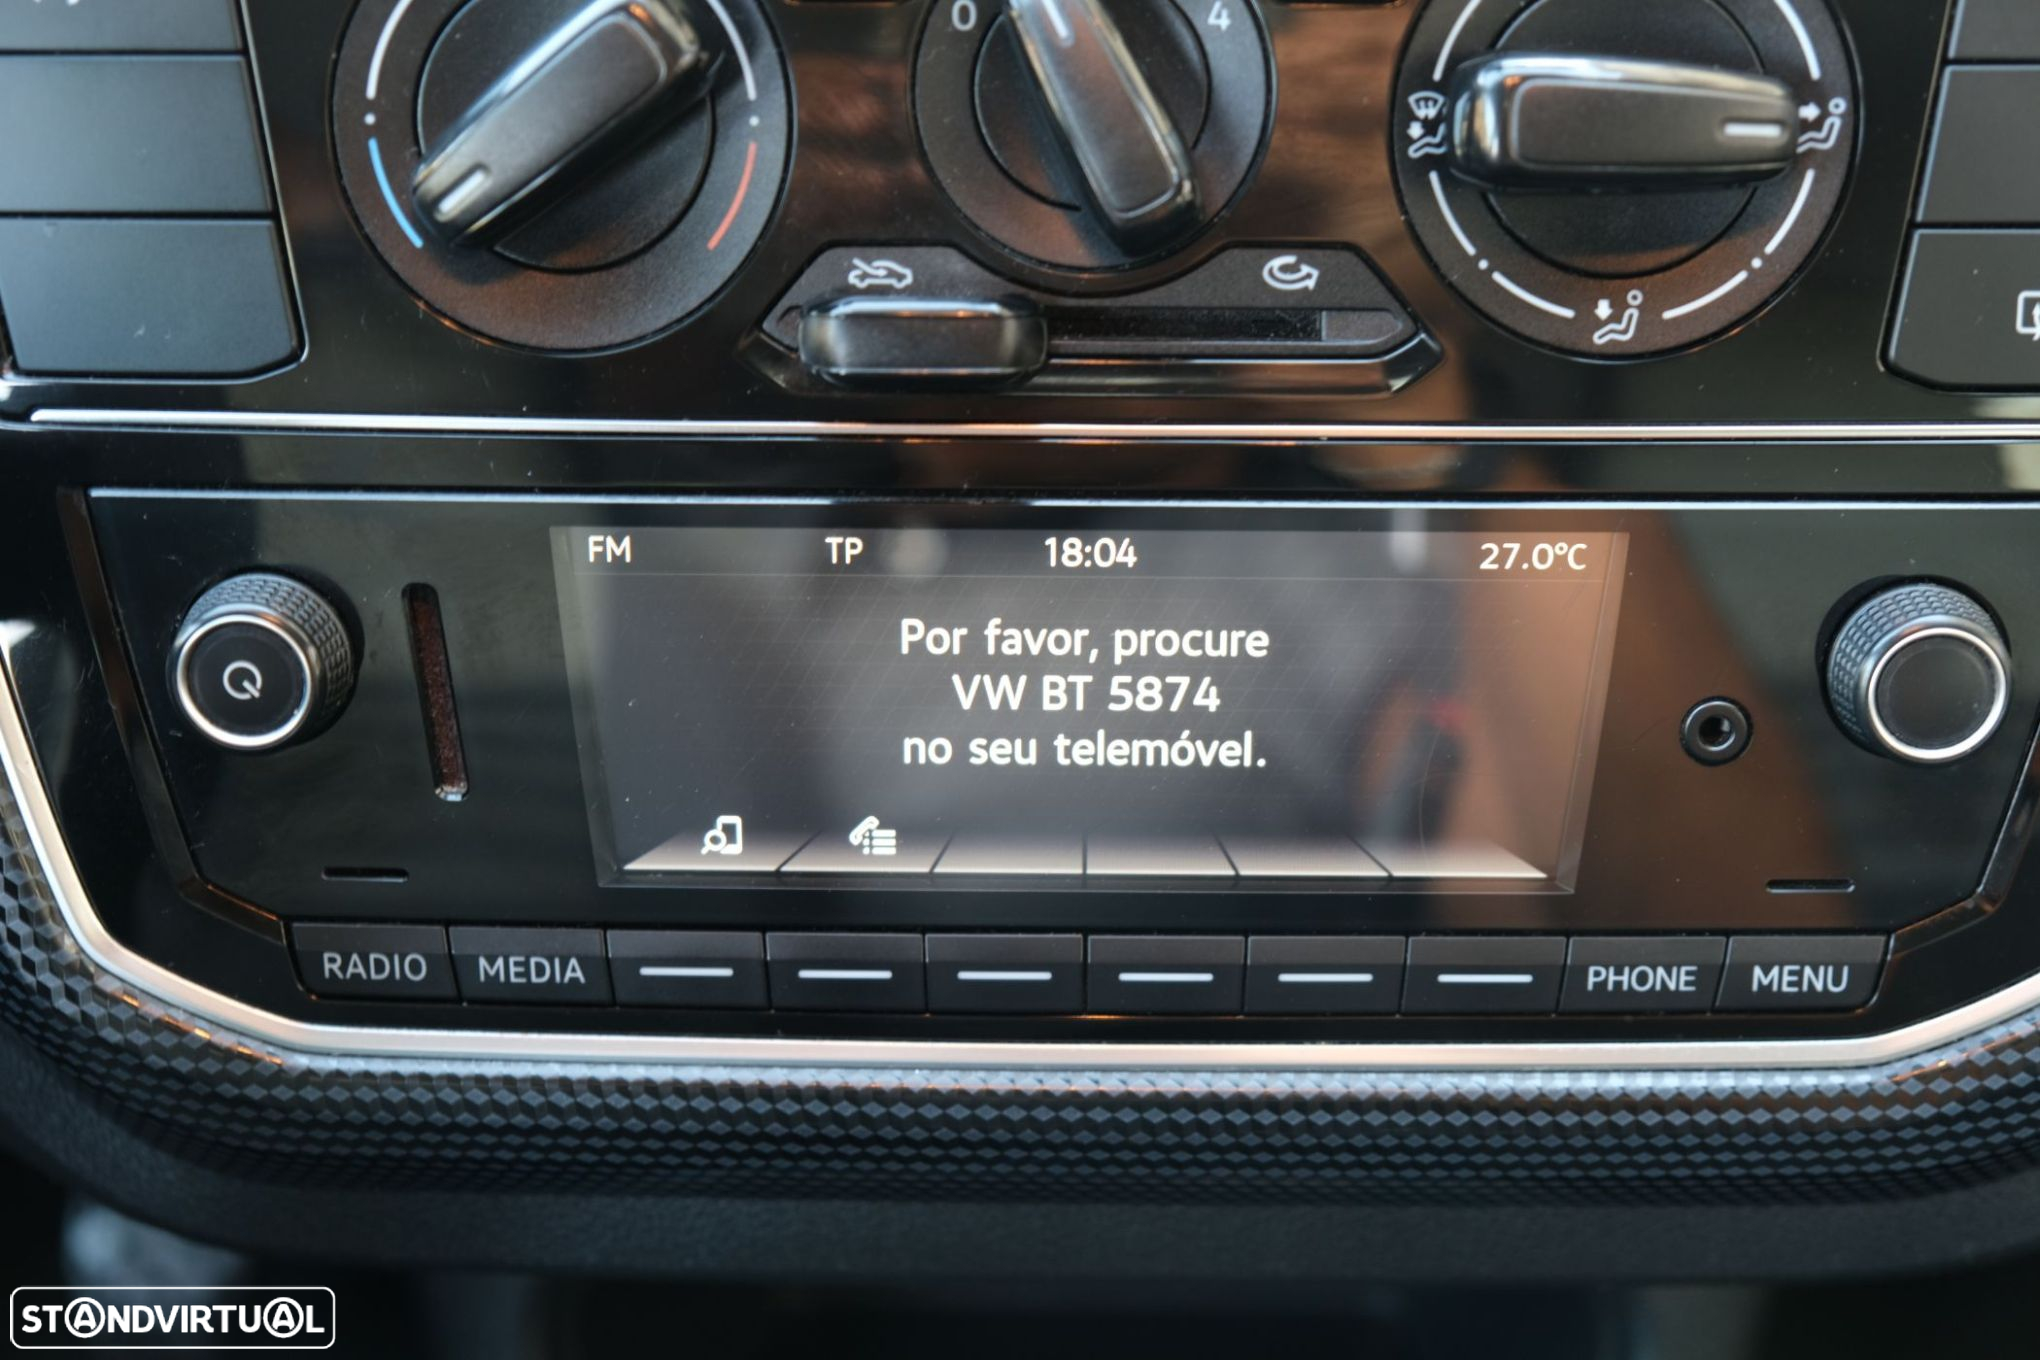 0 4
FM TP 18:04 27.0°C
Por favor, procure
VW BT 5874
no seu telemóvel.
RADIO MEDIA PHONE MENU
STANDVIRTUAL